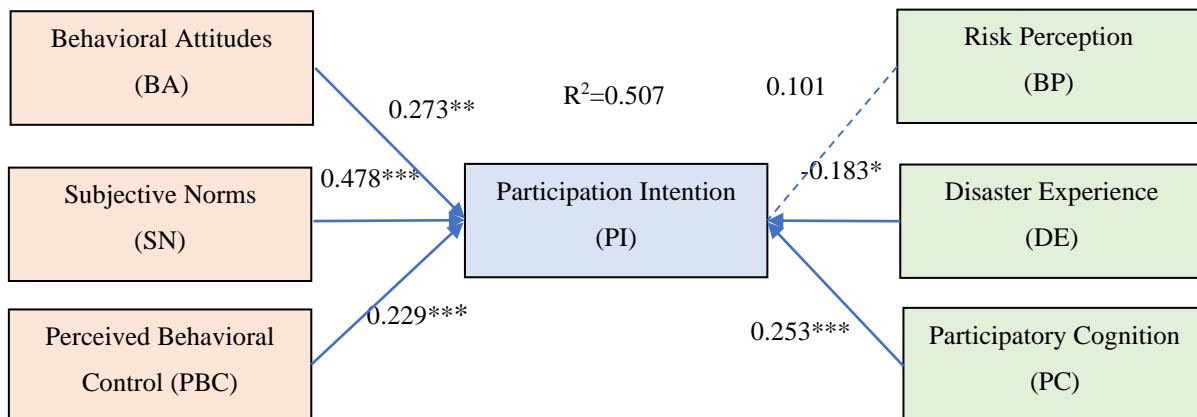 Behavioral Attitudes
(BA)
Risk Perception
(BP)
R²=0.507
0.101
0.273**
Subjective Norms
(SN)
0.478***
Participation Intention
(PI)
-0.183*
Disaster Experience
(DE)
Perceived Behavioral
Control (PBC)
0.229***
0.253***
Participatory Cognition
(PC)